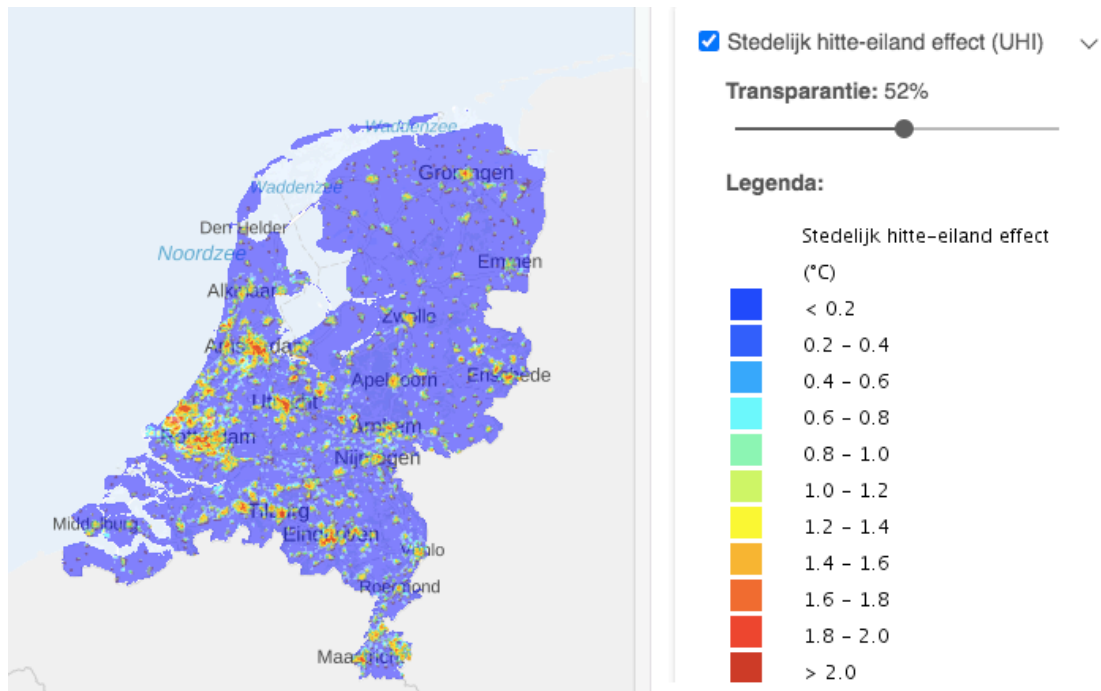 Waddenzee
Groningen
Waddenzee
Den Helder
Noordzee
Emmen
Alkmaar
Zwolle
Amsterdam
Apeldoorn
Enschede
Utrecht
Arnhem
Rotterdam
Nijmegen
Tilburg
Middelburg
Eindhoven
Venlo
Roermond
Maastricht
Stedelijk hitte-eiland effect (UHI)
Transparantie: 52%
Legenda:
Stedelijk hitte-eiland effect
(°C)
< 0.2
0.2 - 0.4
0.4 - 0.6
0.6 - 0.8
0.8 - 1.0
1.0 - 1.2
1.2 - 1.4
1.4 - 1.6
1.6 - 1.8
1.8 - 2.0
> 2.0